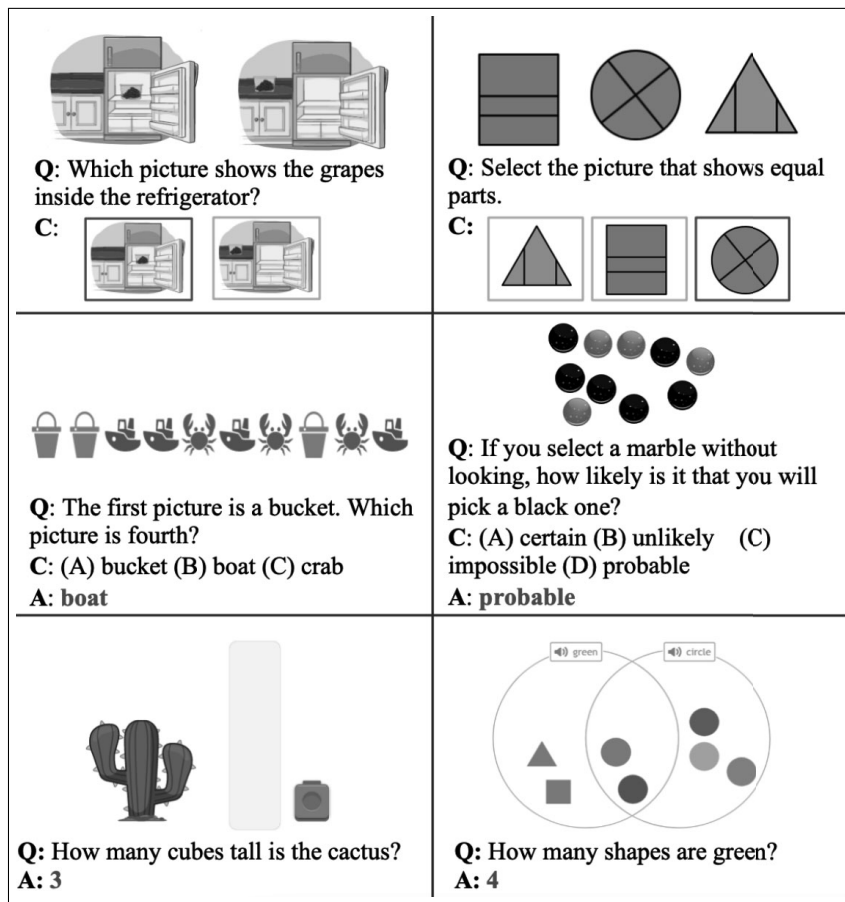 Q: Which picture shows the grapes
inside the refrigerator?
C:
Q: Select the picture that shows equal
parts.
C:
Q: The first picture is a bucket. Which
picture is fourth?
C: (A) bucket (B) boat (C) crab
A: boat
Q: If you select a marble without
looking, how likely is it that you will
pick a black one?
C: (A) certain (B) unlikely (C)
impossible (D) probable
A: probable
Q: How many cubes tall is the cactus?
A: 3
green
circle
Q: How many shapes are green?
A: 4